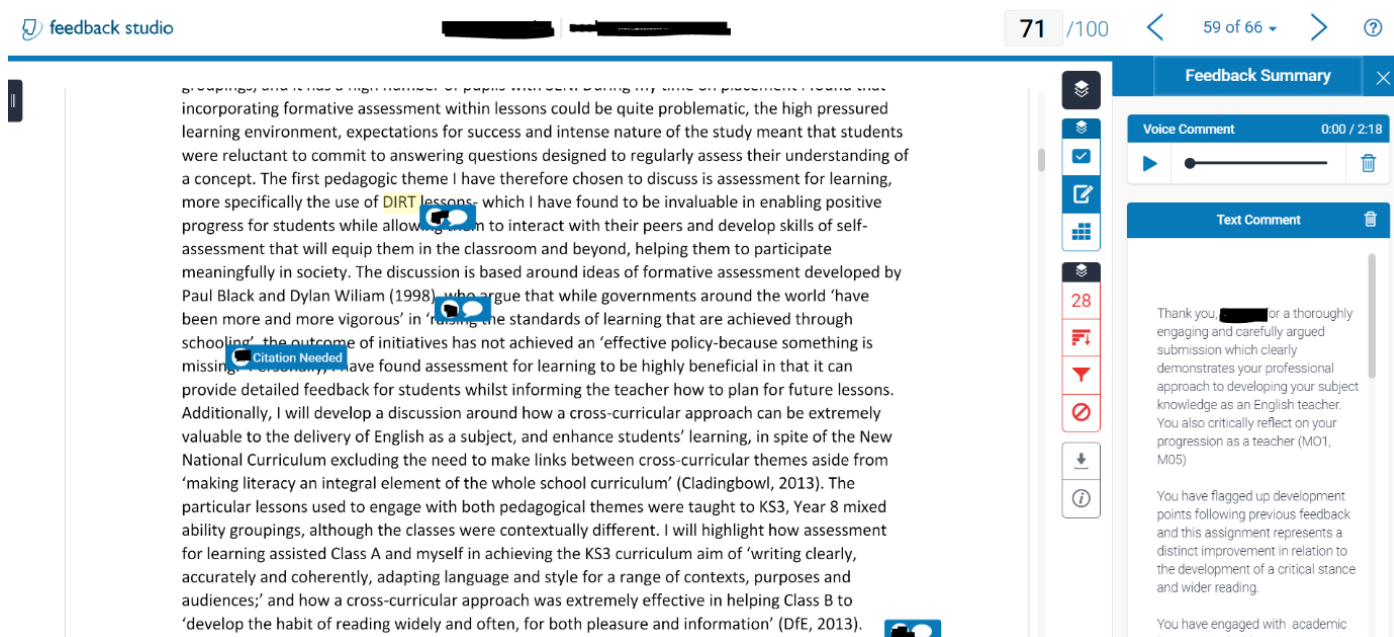 feedback studio
71 /100
59 of 66
groupings, and it has a high number of pupils with SEN. During my time on placement I found that
incorporating formative assessment within lessons could be quite problematic, the high pressured
learning environment, expectations for success and intense nature of the study meant that students
were reluctant to commit to answering questions designed to regularly assess their understanding of
a concept. The first pedagogic theme I have therefore chosen to discuss is assessment for learning,
more specifically the use of DIRT lessons- which I have found to be invaluable in enabling positive
progress for students while allowing them to interact with their peers and develop skills of self-
assessment that will equip them in the classroom and beyond, helping them to participate
meaningfully in society. The discussion is based around ideas of formative assessment developed by
Paul Black and Dylan Wiliam (1998), who argue that while governments around the world ‘have
been more and more vigorous’ in ‘raising the standards of learning that are achieved through
schooling’, the outcome of initiatives has not achieved an ‘effective policy-because something is
Citation Needed
missing.’ Personally, I have found assessment for learning to be highly beneficial in that it can
provide detailed feedback for students whilst informing the teacher how to plan for future lessons.
Additionally, I will develop a discussion around how a cross-curricular approach can be extremely
valuable to the delivery of English as a subject, and enhance students’ learning, in spite of the New
National Curriculum excluding the need to make links between cross-curricular themes aside from
‘making literacy an integral element of the whole school curriculum’ (Cladingbowl, 2013). The
particular lessons used to engage with both pedagogical themes were taught to KS3, Year 8 mixed
ability groupings, although the classes were contextually different. I will highlight how assessment
for learning assisted Class A and myself in achieving the KS3 curriculum aim of ‘writing clearly,
accurately and coherently, adapting language and style for a range of contexts, purposes and
audiences;’ and how a cross-curricular approach was extremely effective in helping Class B to
‘develop the habit of reading widely and often, for both pleasure and information’ (DfE, 2013).
28
Feedback Summary
Voice Comment 0:00 / 2:18
Text Comment
Thank you, for a thoroughly
engaging and carefully argued
submission which clearly
demonstrates your professional
approach to developing your subject
knowledge as an English teacher.
You also critically reflect on your
progression as a teacher (MO1,
M05)
You have flagged up development
points following previous feedback
and this assignment represents a
distinct improvement in relation to
the development of a critical stance
and wider reading.
You have engaged with academic